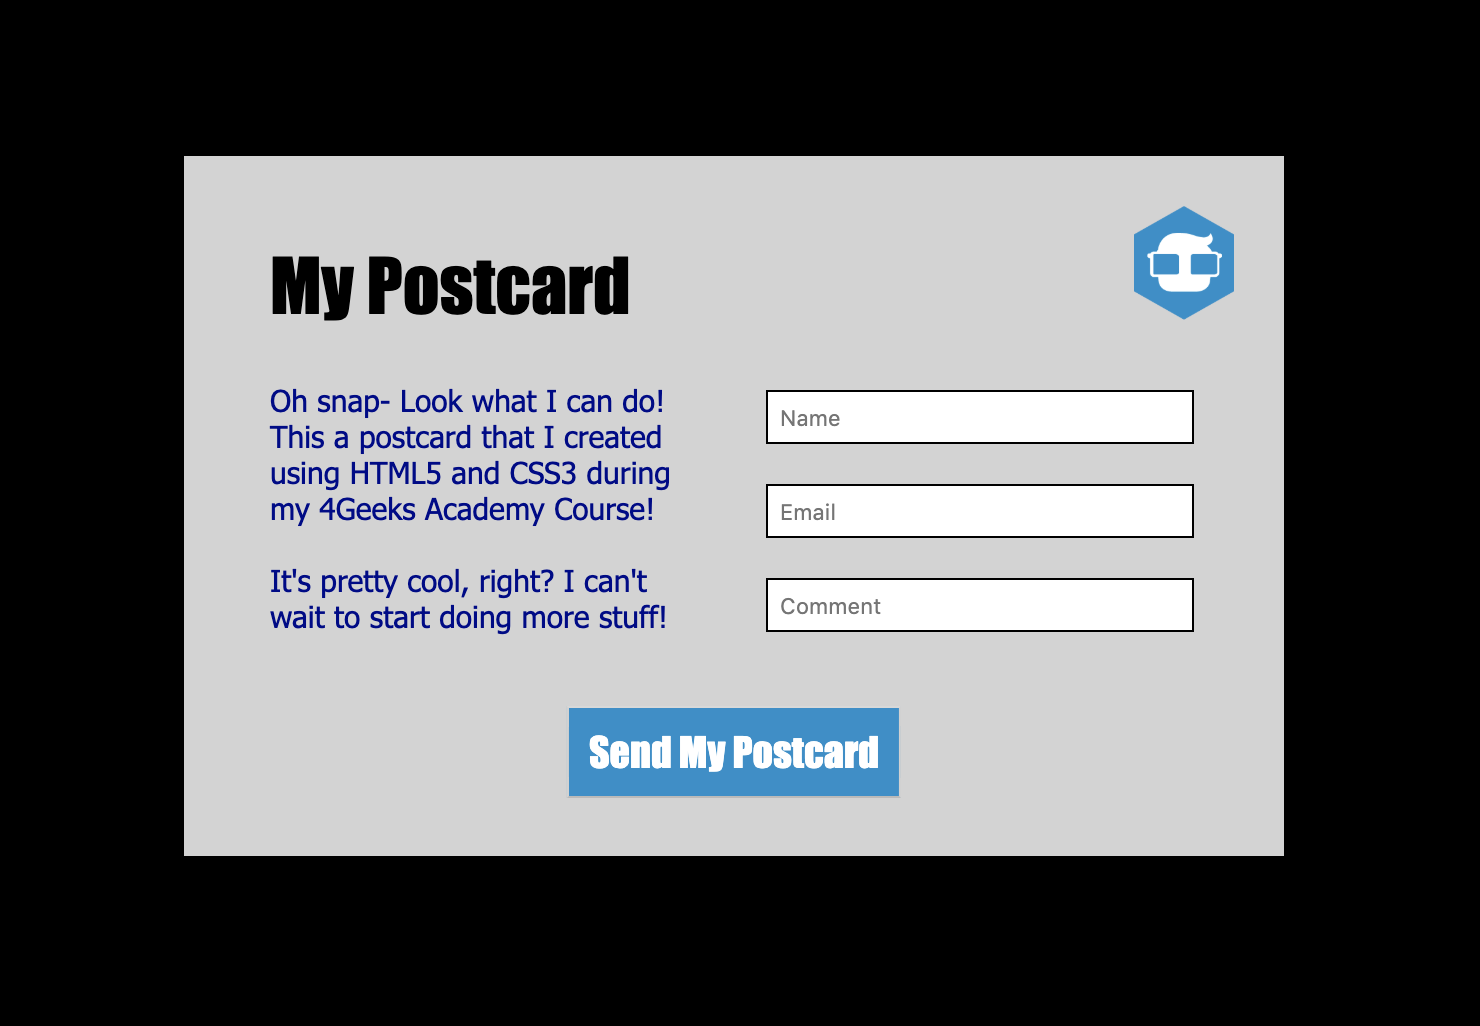 My Postcard
Oh snap- Look what I can do!
This a postcard that I created
using HTML5 and CSS3 during
my 4Geeks Academy Course!
It's pretty cool, right? I can't
wait to start doing more stuff!
Name
Email
Comment
Send My Postcard